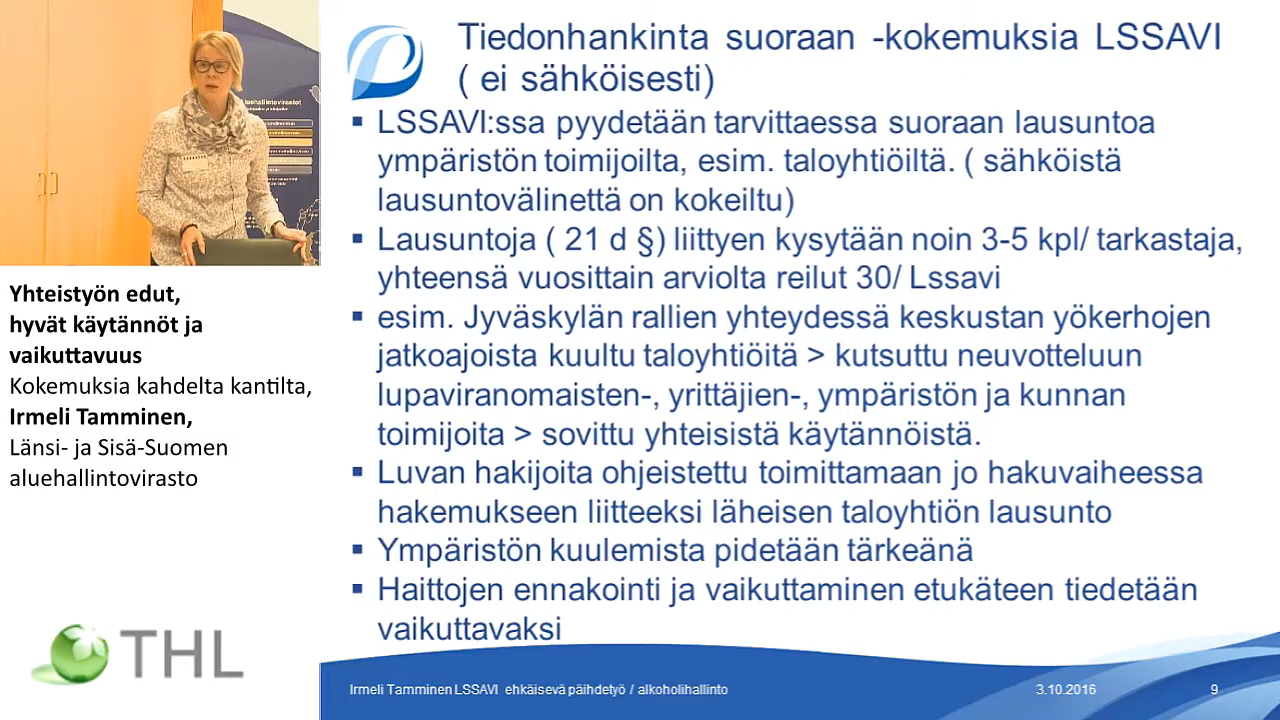 Tiedonhankinta suoraan -kokemuksia LSSAVI
( ei sähköisesti)
▪ LSSAVI:ssa pyydetään tarvittaessa suoraan lausuntoa
ympäristön toimijoilta, esim. taloyhtiöiltä. ( sähköistä
lausuntovälinettä on kokeiltu)
▪ Lausuntoja ( 21 d §) liittyen kysytään noin 3-5 kpl/ tarkastaja,
yhteensä vuosittain arviolta reilut 30/ Lssavi
▪ esim. Jyväskylän rallien yhteydessä keskustan yökerhojen
jatkoajoista kuultu taloyhtiöitä > kutsuttu neuvotteluun
lupaviranomaisten-, yrittäjien-, ympäristön ja kunnan
toimijoita > sovittu yhteisistä käytännöistä.
▪ Luvan hakijoita ohjeistettu toimittamaan jo hakuvaiheessa
hakemukseen liitteeksi läheisen taloyhtiön lausunto
▪ Ympäristön kuulemista pidetään tärkeänä
▪ Haittojen ennakointi ja vaikuttaminen etukäteen tiedetään
vaikuttavaksi
Irmeli Tamminen LSSAVI ehkäisevä päihdetyö / alkoholihallinto
3.10.2016
9
aluehallintovirastot
Yhteistyön edut,
hyvät käytännöt ja
vaikuttavuus
Kokemuksia kahdelta kantilta,
Irmeli Tamminen,
Länsi- ja Sisä-Suomen
aluehallintovirasto
THL